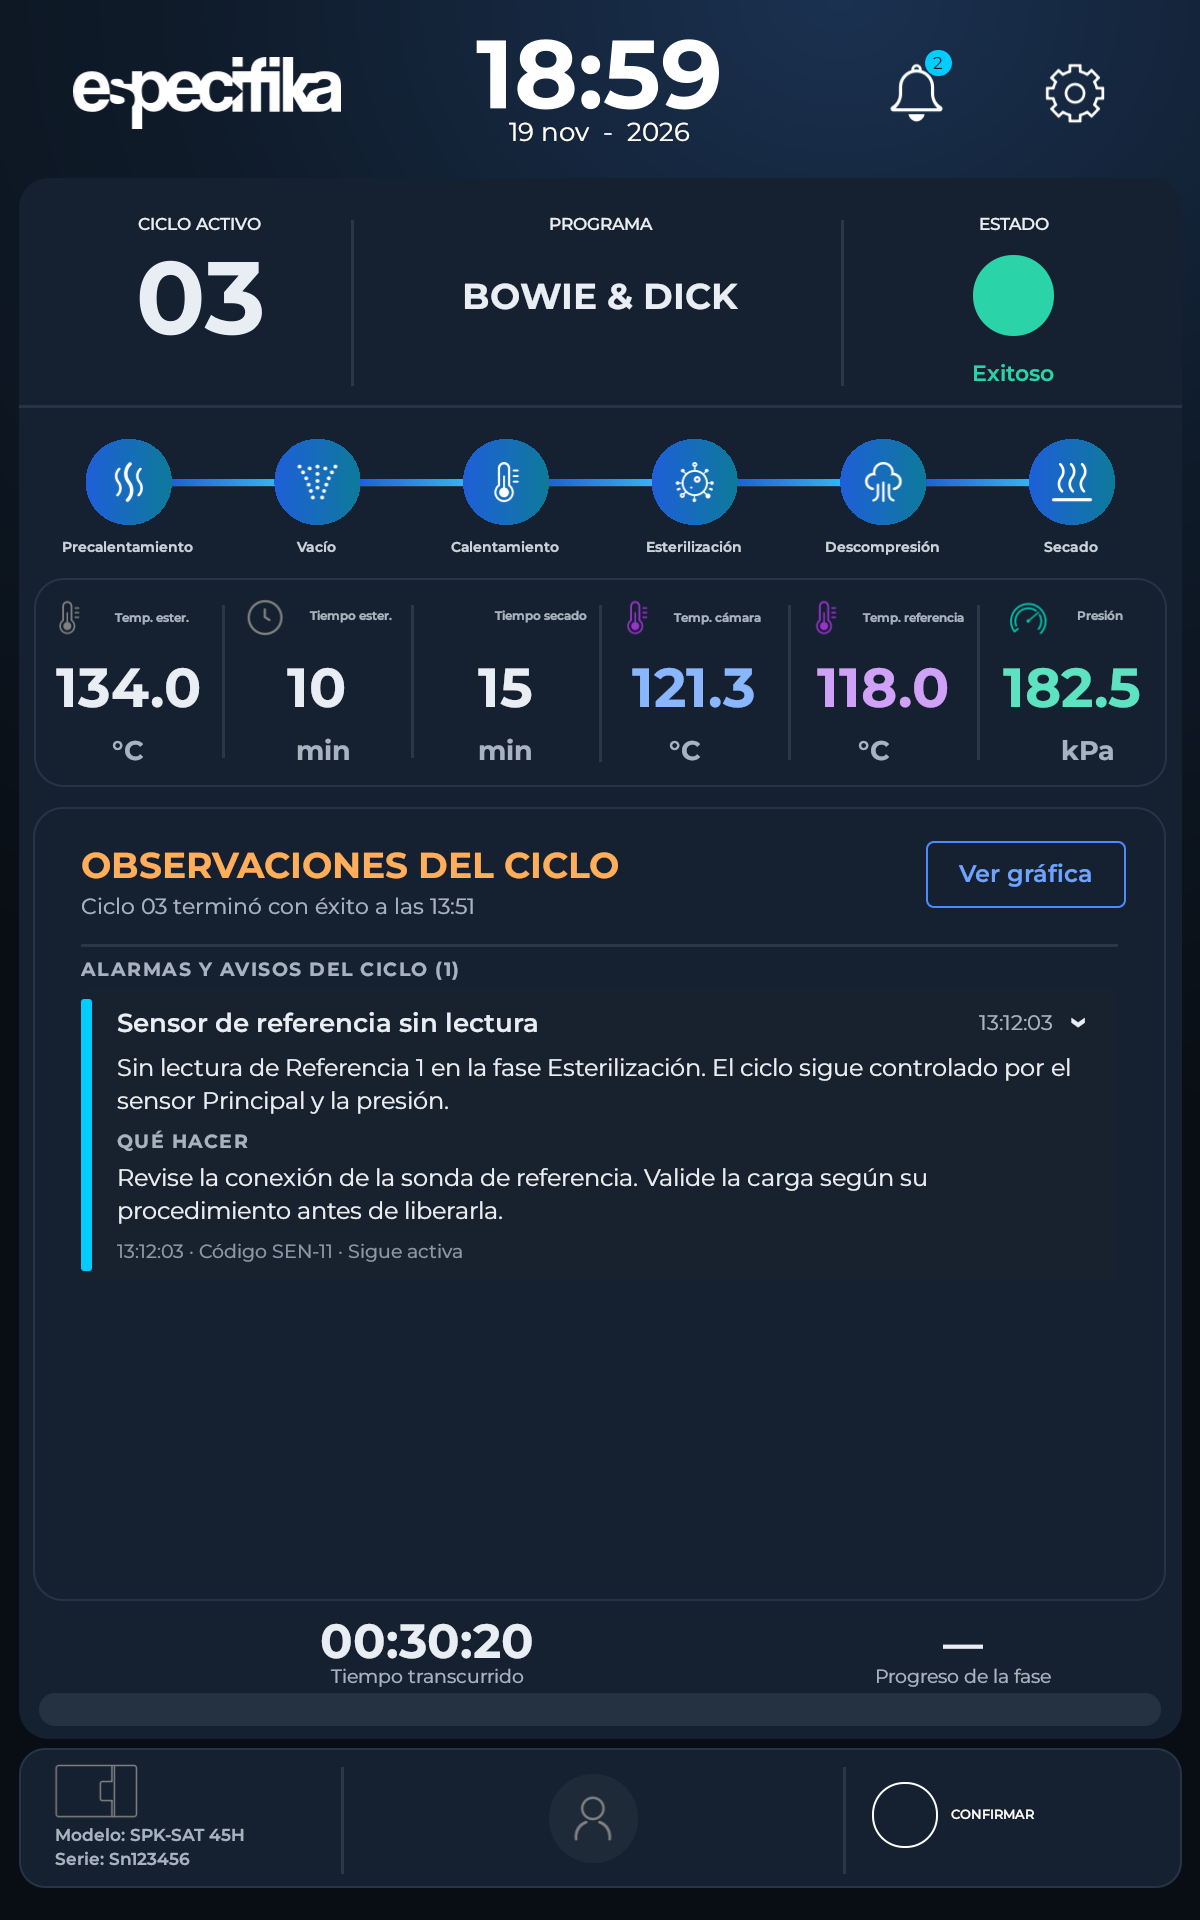 especifika
18:59
19 nov - 2026
2
CICLO ACTIVO
03
PROGRAMA
BOWIE & DICK
ESTADO
Exitoso
Precalentamiento
Vacío
Calentamiento
Esterilización
Descompresión
Secado
Temp. ester.
134.0
°C
Tiempo ester.
10
min
Tiempo secado
15
min
Temp. cámara
121.3
°C
Temp. referencia
118.0
°C
Presión
182.5
kPa
OBSERVACIONES DEL CICLO
Ver gráfica
Ciclo 03 terminó con éxito a las 13:51
ALARMAS Y AVISOS DEL CICLO (1)
Sensor de referencia sin lectura 13:12:03
Sin lectura de Referencia 1 en la fase Esterilización. El ciclo sigue controlado por el
sensor Principal y la presión.
QUÉ HACER
Revise la conexión de la sonda de referencia. Valide la carga según su
procedimiento antes de liberarla.
13:12:03 · Código SEN-11 · Sigue activa
00:30:20
Tiempo transcurrido
—
Progreso de la fase
Modelo: SPK-SAT 45H
Serie: Sn123456
CONFIRMAR